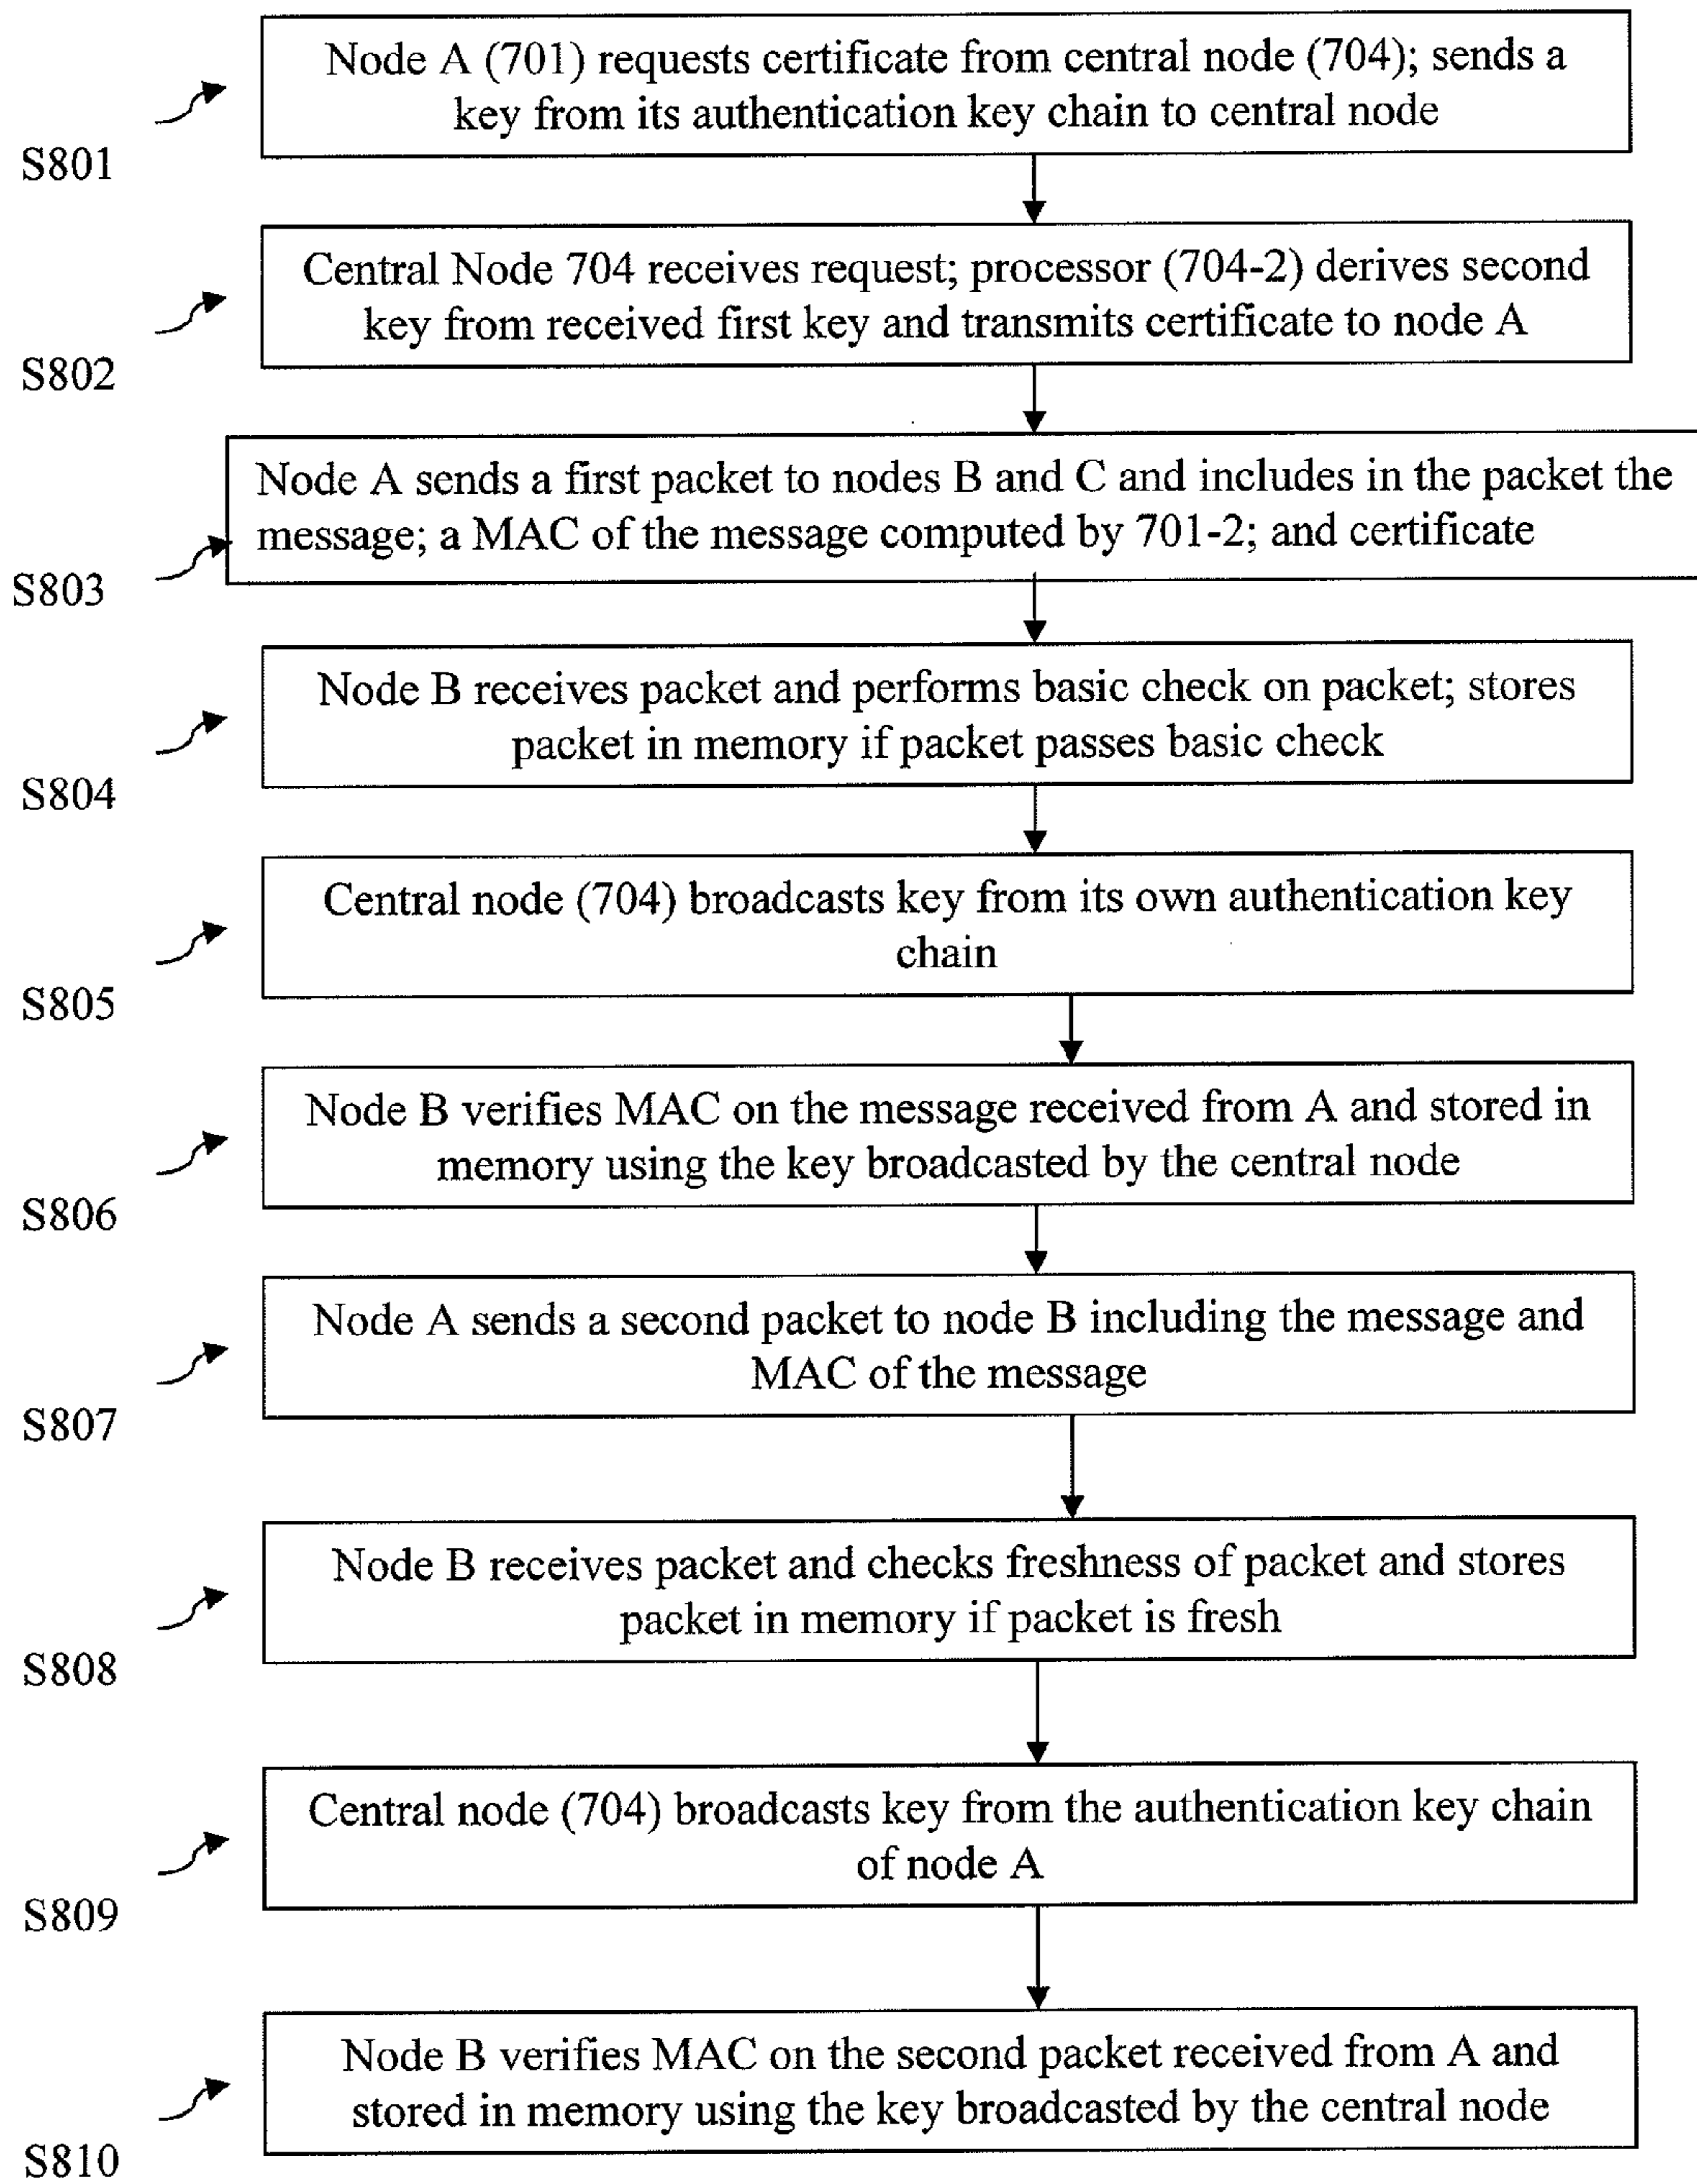 Node A (701) requests certificate from central node (704); sends a
key from its authentication key chain to central node
S801
Central Node 704 receives request; processor (704-2) derives second
key from received first key and transmits certificate to node A
S802
Node A sends a first packet to nodes B and C and includes in the packet the
message; a MAC of the message computed by 701-2; and certificate
S803
Node B receives packet and performs basic check on packet; stores
packet in memory if packet passes basic check
S804
Central node (704) broadcasts key from its own authentication key
chain
S805
Node B verifies MAC on the message received from A and stored in
memory using the key broadcasted by the central node
S806
Node A sends a second packet to node B including the message and
MAC of the message
S807
Node B receives packet and checks freshness of packet and stores
packet in memory if packet is fresh
S808
Central node (704) broadcasts key from the authentication key chain
of node A
S809
Node B verifies MAC on the second packet received from A and
stored in memory using the key broadcasted by the central node
S810